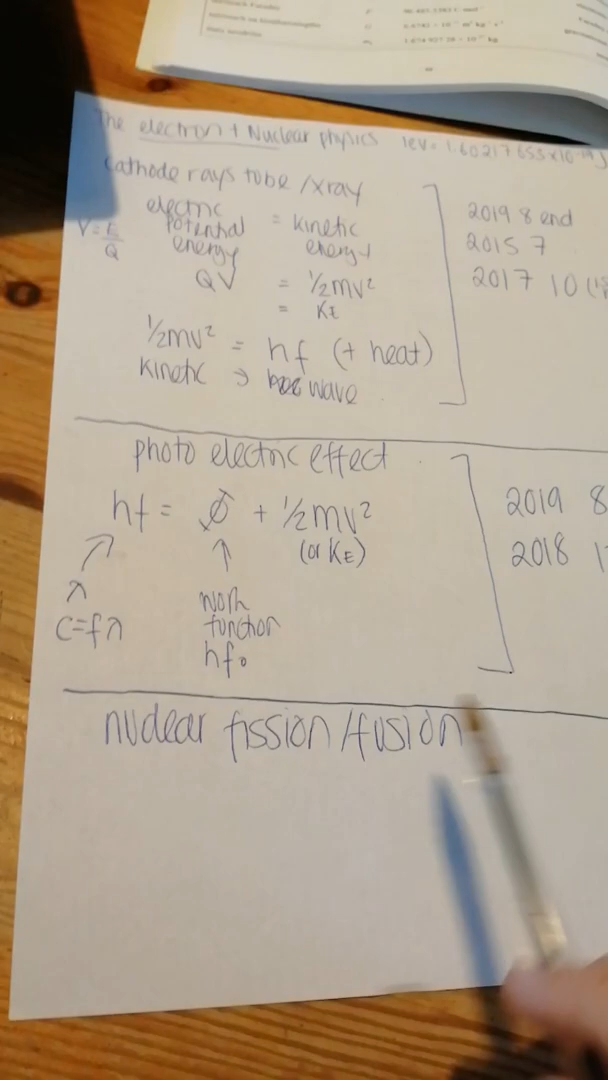 The electron + Nuclear physics 1eV = 1.60217653x10⁻¹⁹ J
Cathode rays tube / xray
electric
potential = kinetic
energy energy
V = E/Q
QV = ½mv²
= KE
½mv² = hf (+ heat)
kinetic → wave
2019 8 end
2015 7
2017 10
photo electric effect
hf = Φ + ½mv²
(or KE)
λ
c=fλ
work
function
hf₀
2019 8
2018
nuclear fission / fusion